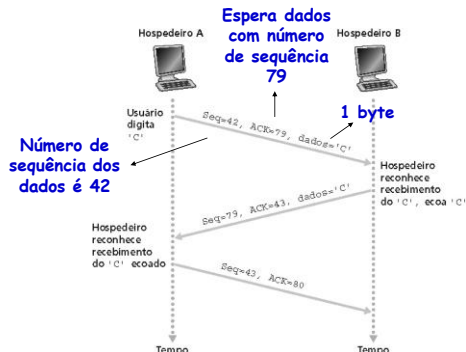 Espera dados
com número
de sequência
79
Hospedeiro A
Hospedeiro B
1 byte
Usuário
digita
'C'
Seq=42, ACK=79, dados='C'
Número de
sequência dos
dados é 42
Hospedeiro
reconhece
recebimento
do 'C', ecoa 'C'
Seq=79, ACK=43, dados='C'
Hospedeiro
reconhece
recebimento
do 'C' ecoado
Seq=43, ACK=80
Tempo
Tempo